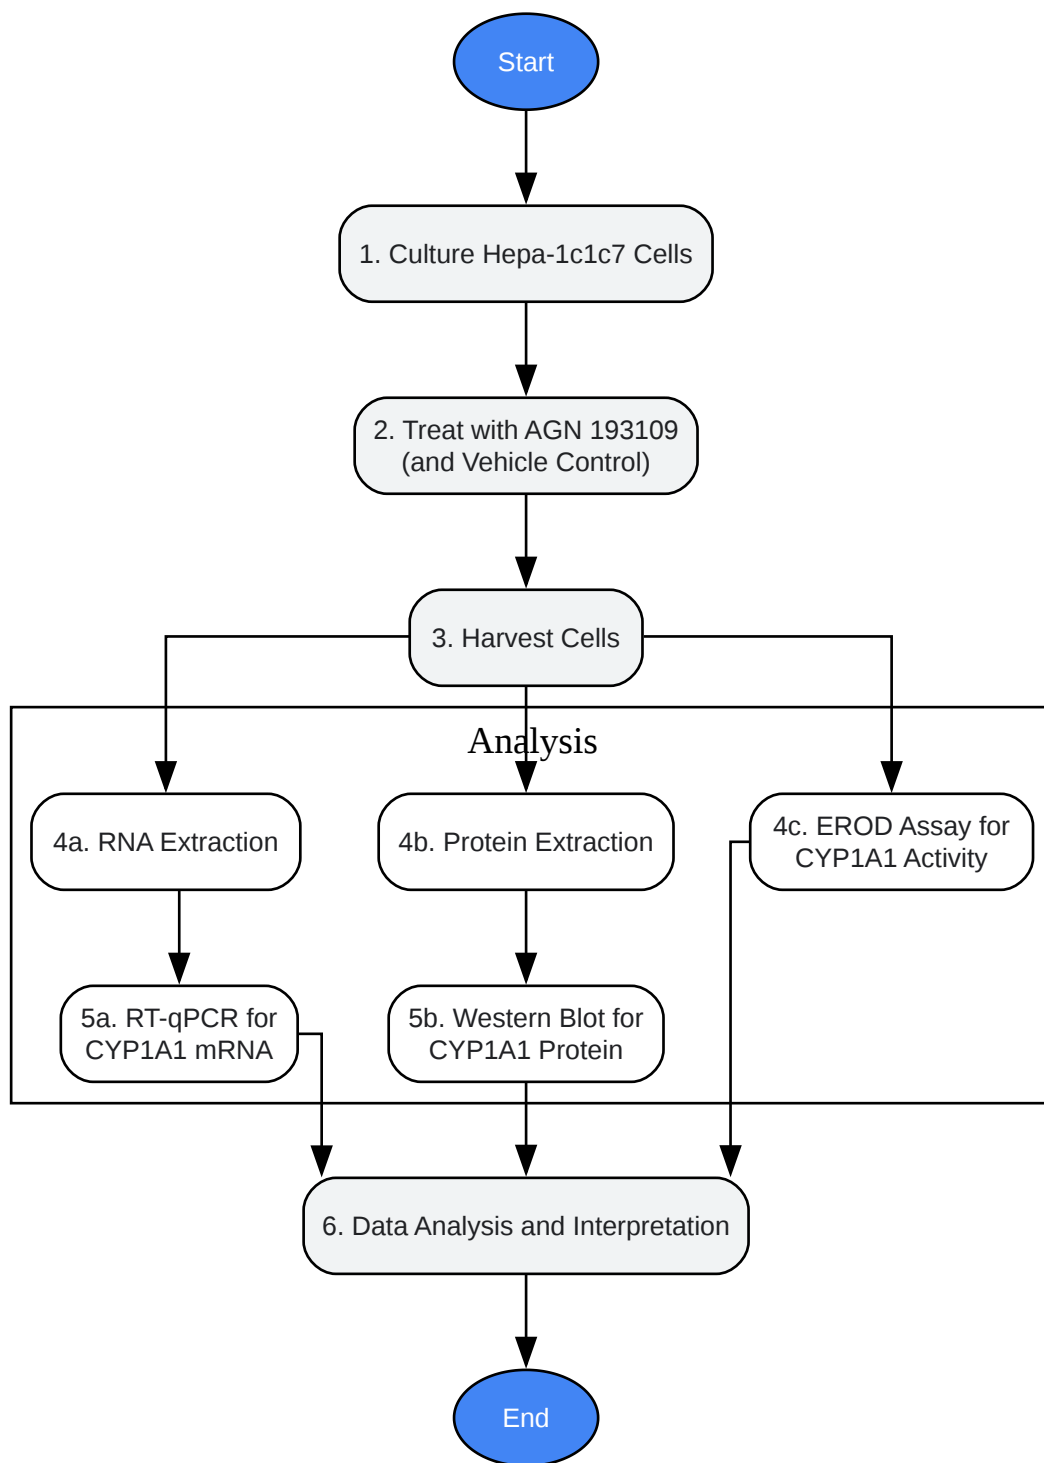 Start
1. Culture Hepa-1c1c7 Cells
2. Treat with AGN 193109
(and Vehicle Control)
3. Harvest Cells
Analysis
4a. RNA Extraction
4b. Protein Extraction
4c. EROD Assay for
CYP1A1 Activity
5a. RT-qPCR for
CYP1A1 mRNA
5b. Western Blot for
CYP1A1 Protein
6. Data Analysis and Interpretation
End